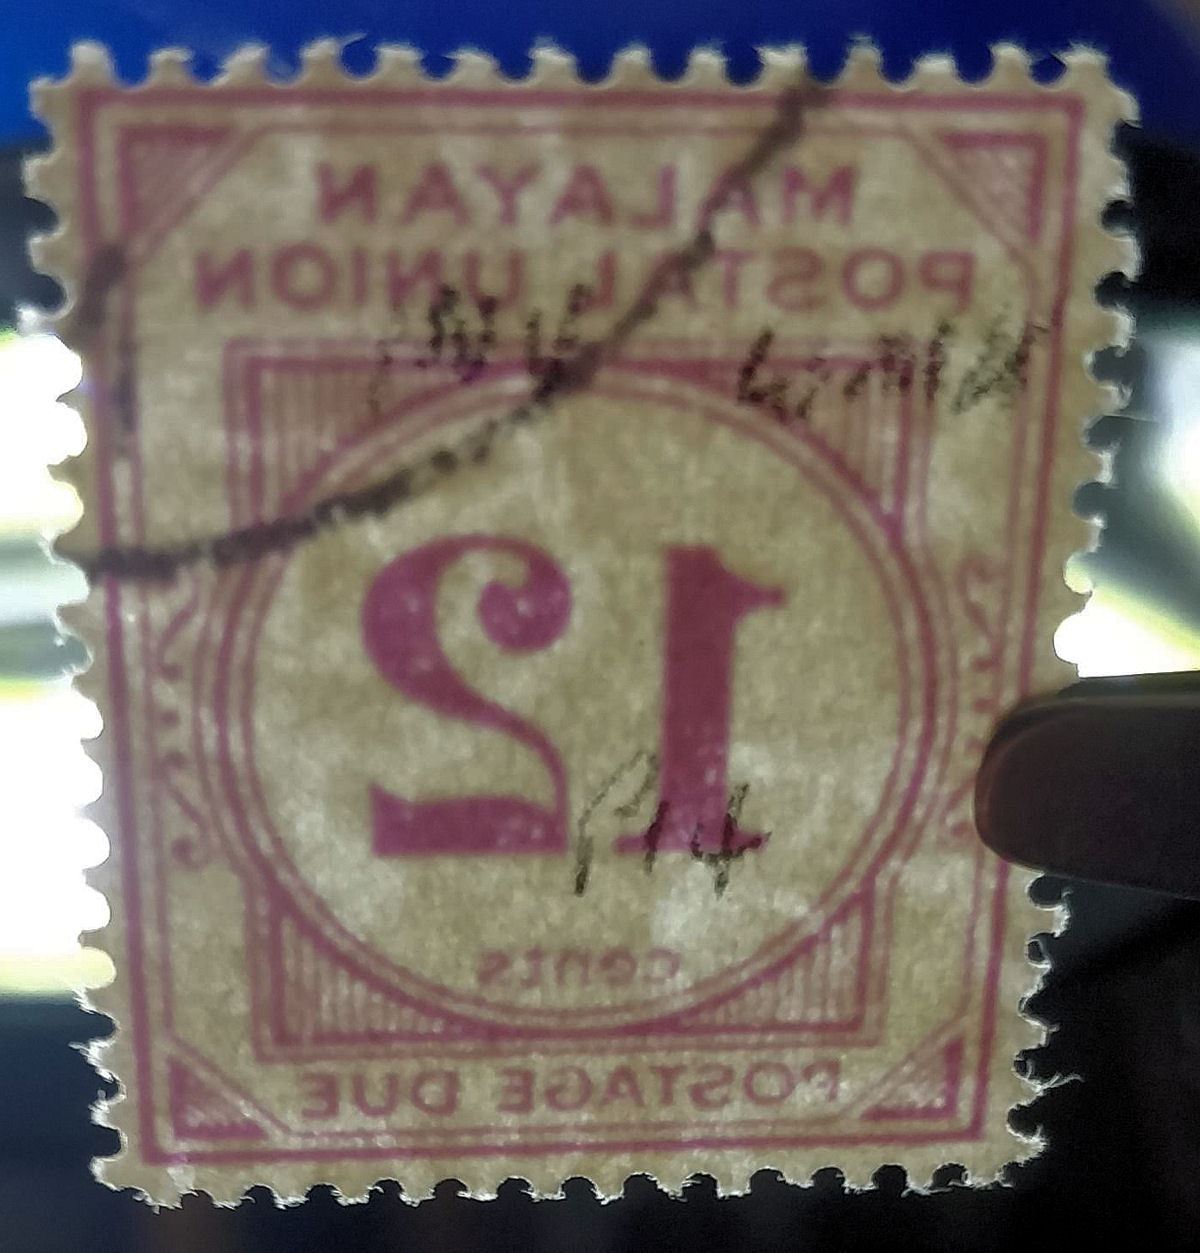 MALAYAN
POSTAL UNION
12
cents
POSTAGE DUE